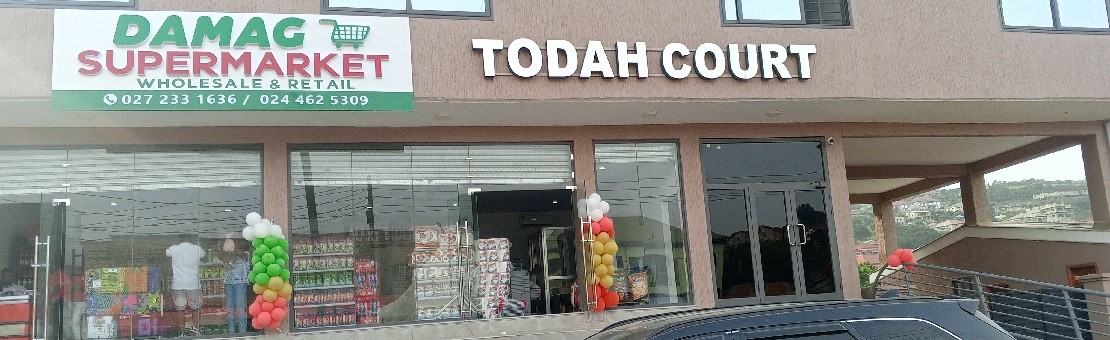 DAMAG
SUPERMARKET
WHOLESALE & RETAIL
027 233 1636 / 024 462 5309
TODAH COURT